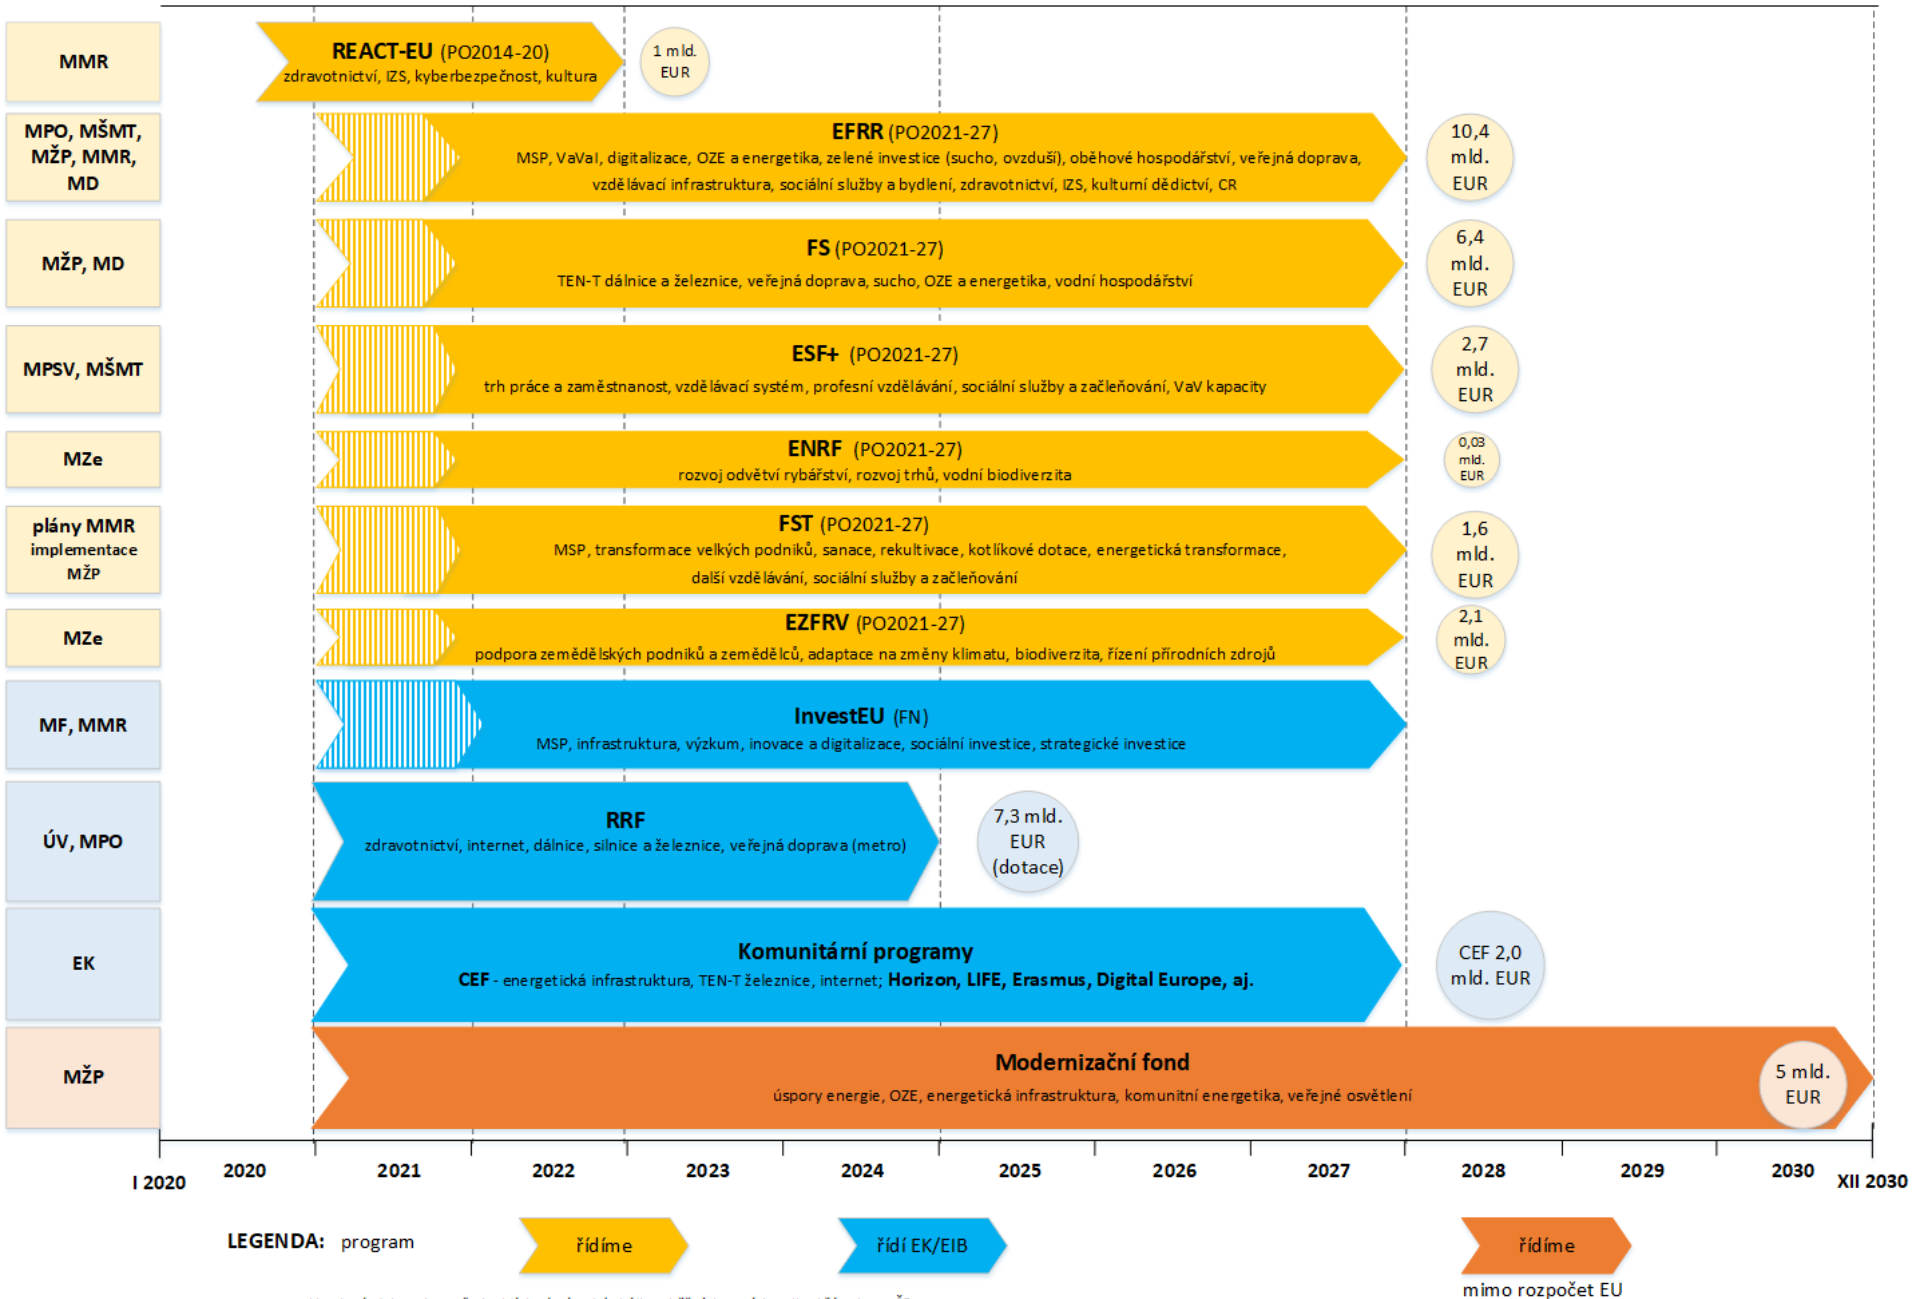 MMR
REACT-EU (PO2014-20)
zdravotnictví, IZS, kyberbezpečnost, kultura
1 mld.
EUR
MPO, MŠMT,
MŽP, MMR,
MD
EFRR (PO2021-27)
MSP, VaVaI, digitalizace, OZE a energetika, zelené investice (sucho, ovzduší), oběhové hospodářství, veřejná doprava,
vzdělávací infrastruktura, sociální služby a bydlení, zdravotnictví, IZS, kulturní dědictví, CR
10,4
mld.
EUR
MŽP, MD
FS (PO2021-27)
TEN-T dálnice a železnice, veřejná doprava, sucho, OZE a energetika, vodní hospodářství
6,4
mld.
EUR
MPSV, MŠMT
ESF+ (PO2021-27)
trh práce a zaměstnanost, vzdělávací systém, profesní vzdělávání, sociální služby a začleňování, VaV kapacity
2,7
mld.
EUR
MZe
ENRF (PO2021-27)
rozvoj odvětví rybářství, rozvoj trhů, vodní biodiverzita
0,03
mld.
EUR
plány MMR
implementace
MŽP
FST (PO2021-27)
MSP, transformace velkých podniků, sanace, rekultivace, kotlíkové dotace, energetická transformace,
další vzdělávání, sociální služby a začleňování
1,6
mld.
EUR
MZe
EZFRV (PO2021-27)
podpora zemědělských podniků a zemědělců, adaptace na změny klimatu, biodiverzita, řízení přírodních zdrojů
2,1
mld.
EUR
MF, MMR
InvestEU (FN)
MSP, infrastruktura, výzkum, inovace a digitalizace, sociální investice, strategické investice
ÚV, MPO
RRF
zdravotnictví, internet, dálnice, silnice a železnice, veřejná doprava (metro)
7,3 mld.
EUR
(dotace)
EK
Komunitární programy
CEF - energetická infrastruktura, TEN-T železnice, internet; Horizon, LIFE, Erasmus, Digital Europe, aj.
CEF 2,0
mld. EUR
MŽP
Modernizační fond
úspory energie, OZE, energetická infrastruktura, komunitní energetika, veřejné osvětlení
5 mld.
EUR
I 2020
2020
2021
2022
2023
2024
2025
2026
2027
2028
2029
2030
XII 2030
LEGENDA: program
řídíme
řídí EK/EIB
řídíme
mimo rozpočet EU